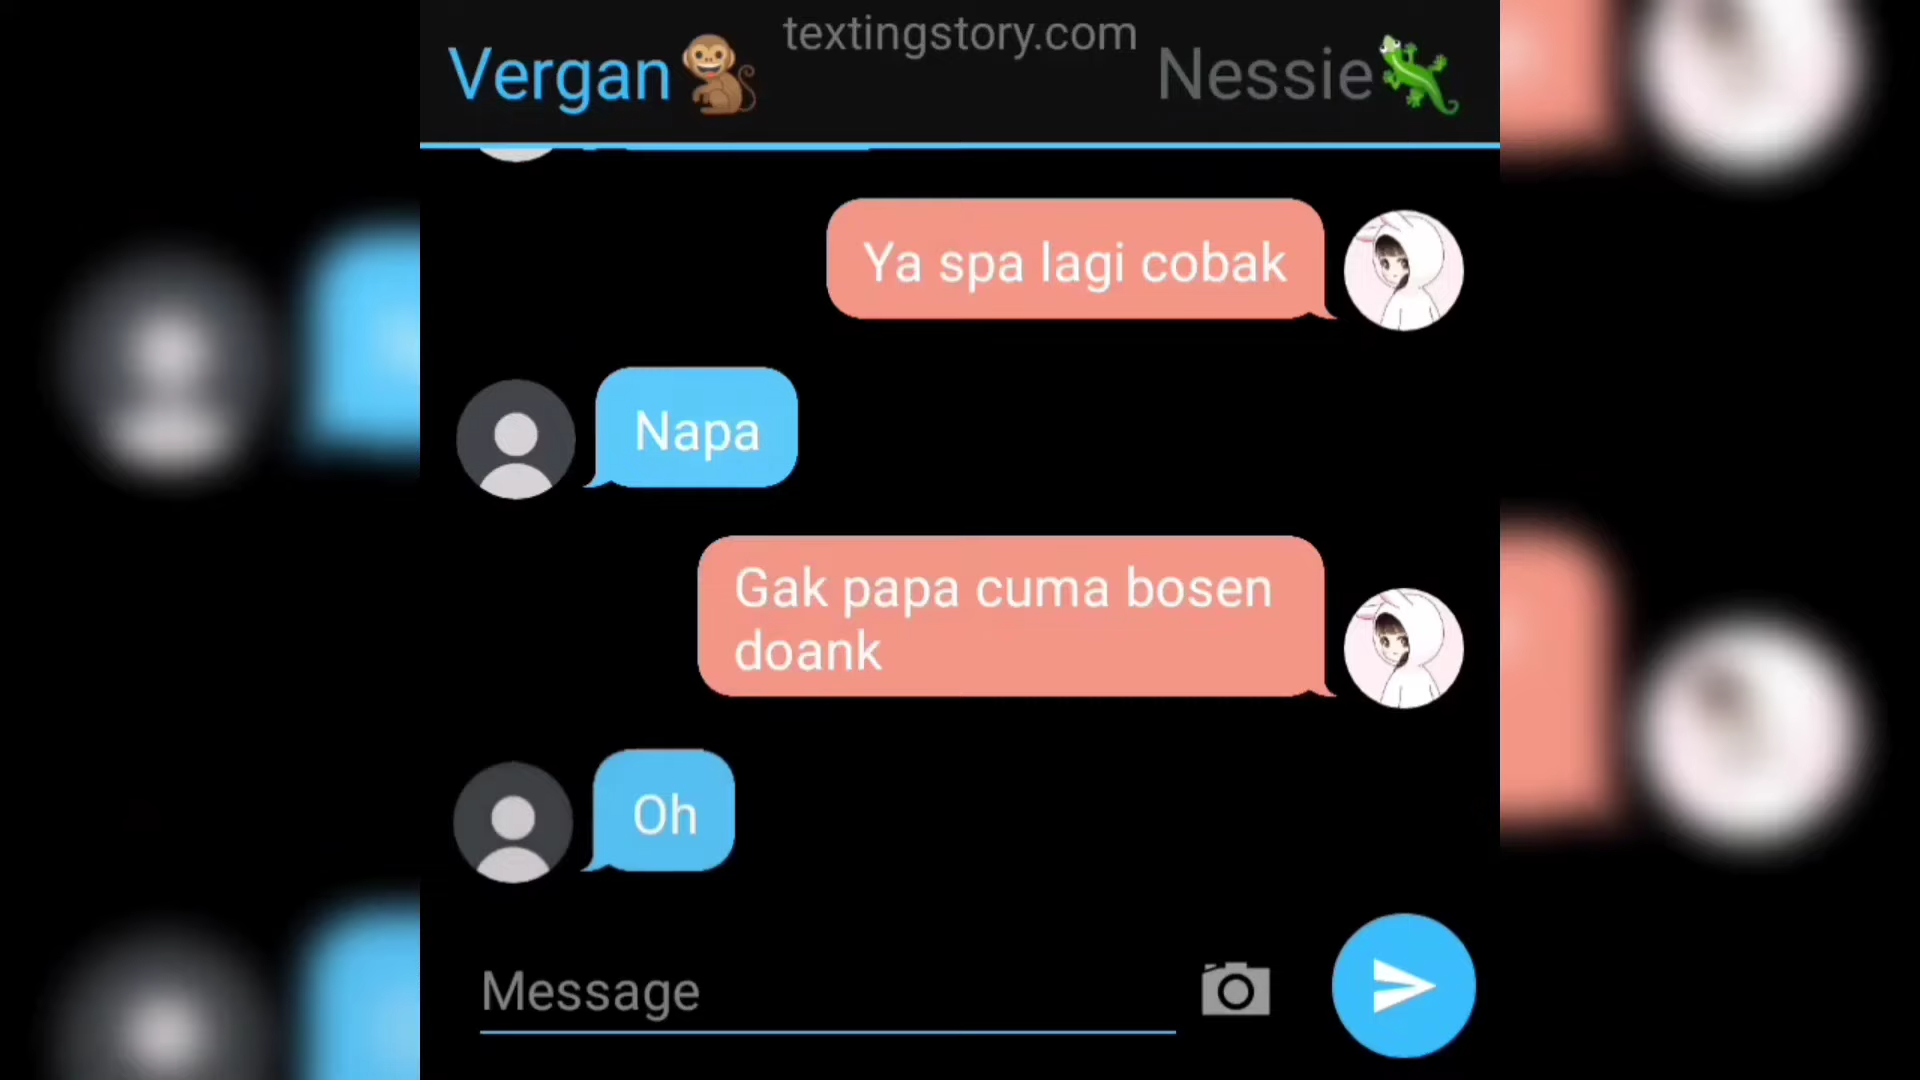 textingstory.com
Vergan
Nessie
Ya spa lagi cobak
Napa
Gak papa cuma bosen
doank
Oh
Message